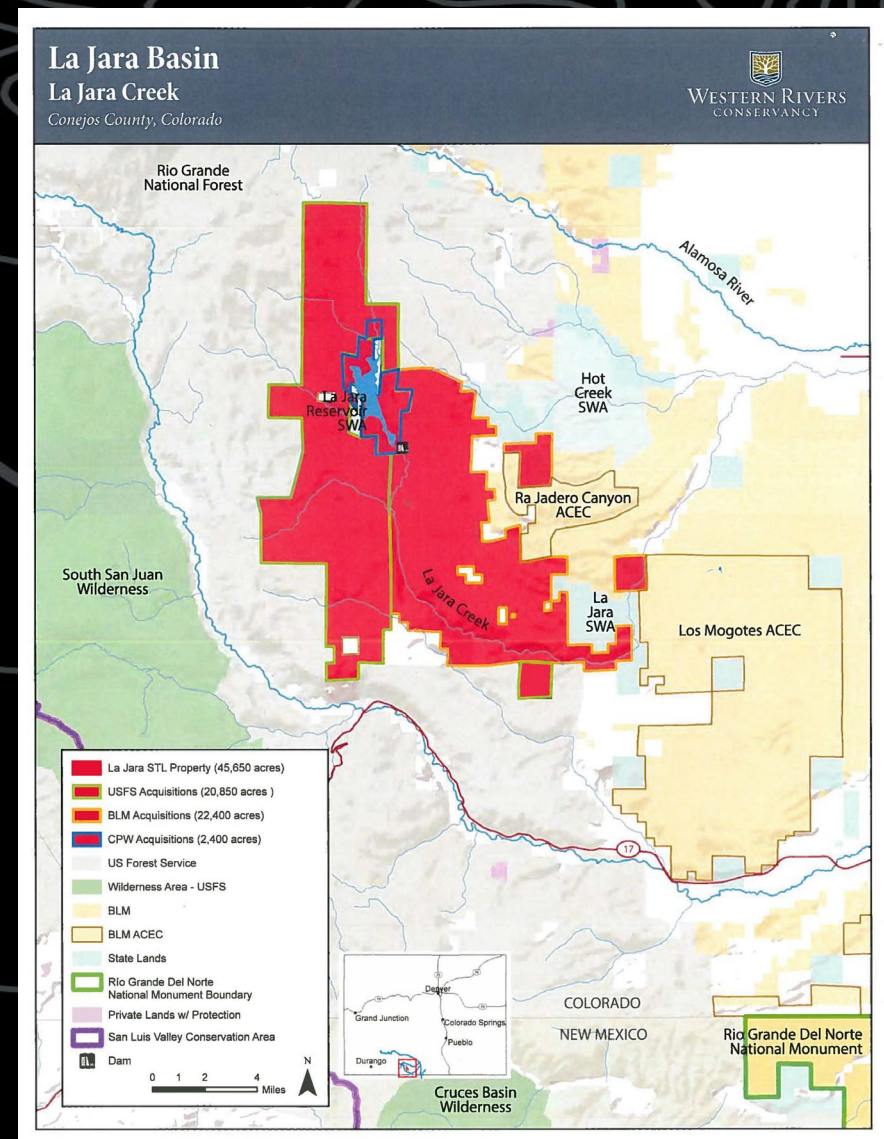 La Jara Basin
La Jara Creek
Conejos County, Colorado
WESTERN RIVERS
CONSERVANCY
Rio Grande
National Forest
Alamosa River
Hot
Creek
SWA
La Jara
Reservoir
SWA
Ra Jadero Canyon
ACEC
South San Juan
Wilderness
La Jara Creek
La
Jara
SWA
Los Mogotes ACEC
17
La Jara STL Property (45,650 acres)
USFS Acquisitions (20,850 acres )
BLM Acquisitions (22,400 acres)
CPW Acquisitions (2,400 acres)
US Forest Service
Wilderness Area - USFS
BLM
BLM ACEC
State Lands
Río Grande Del Norte
National Monument Boundary
Private Lands w/ Protection
San Luis Valley Conservation Area
Dam
0 1 2 4
Miles
N
Denver
Grand Junction
Colorado Springs
Pueblo
Durango
COLORADO
NEW MEXICO
Rio Grande Del Norte
National Monument
Cruces Basin
Wilderness